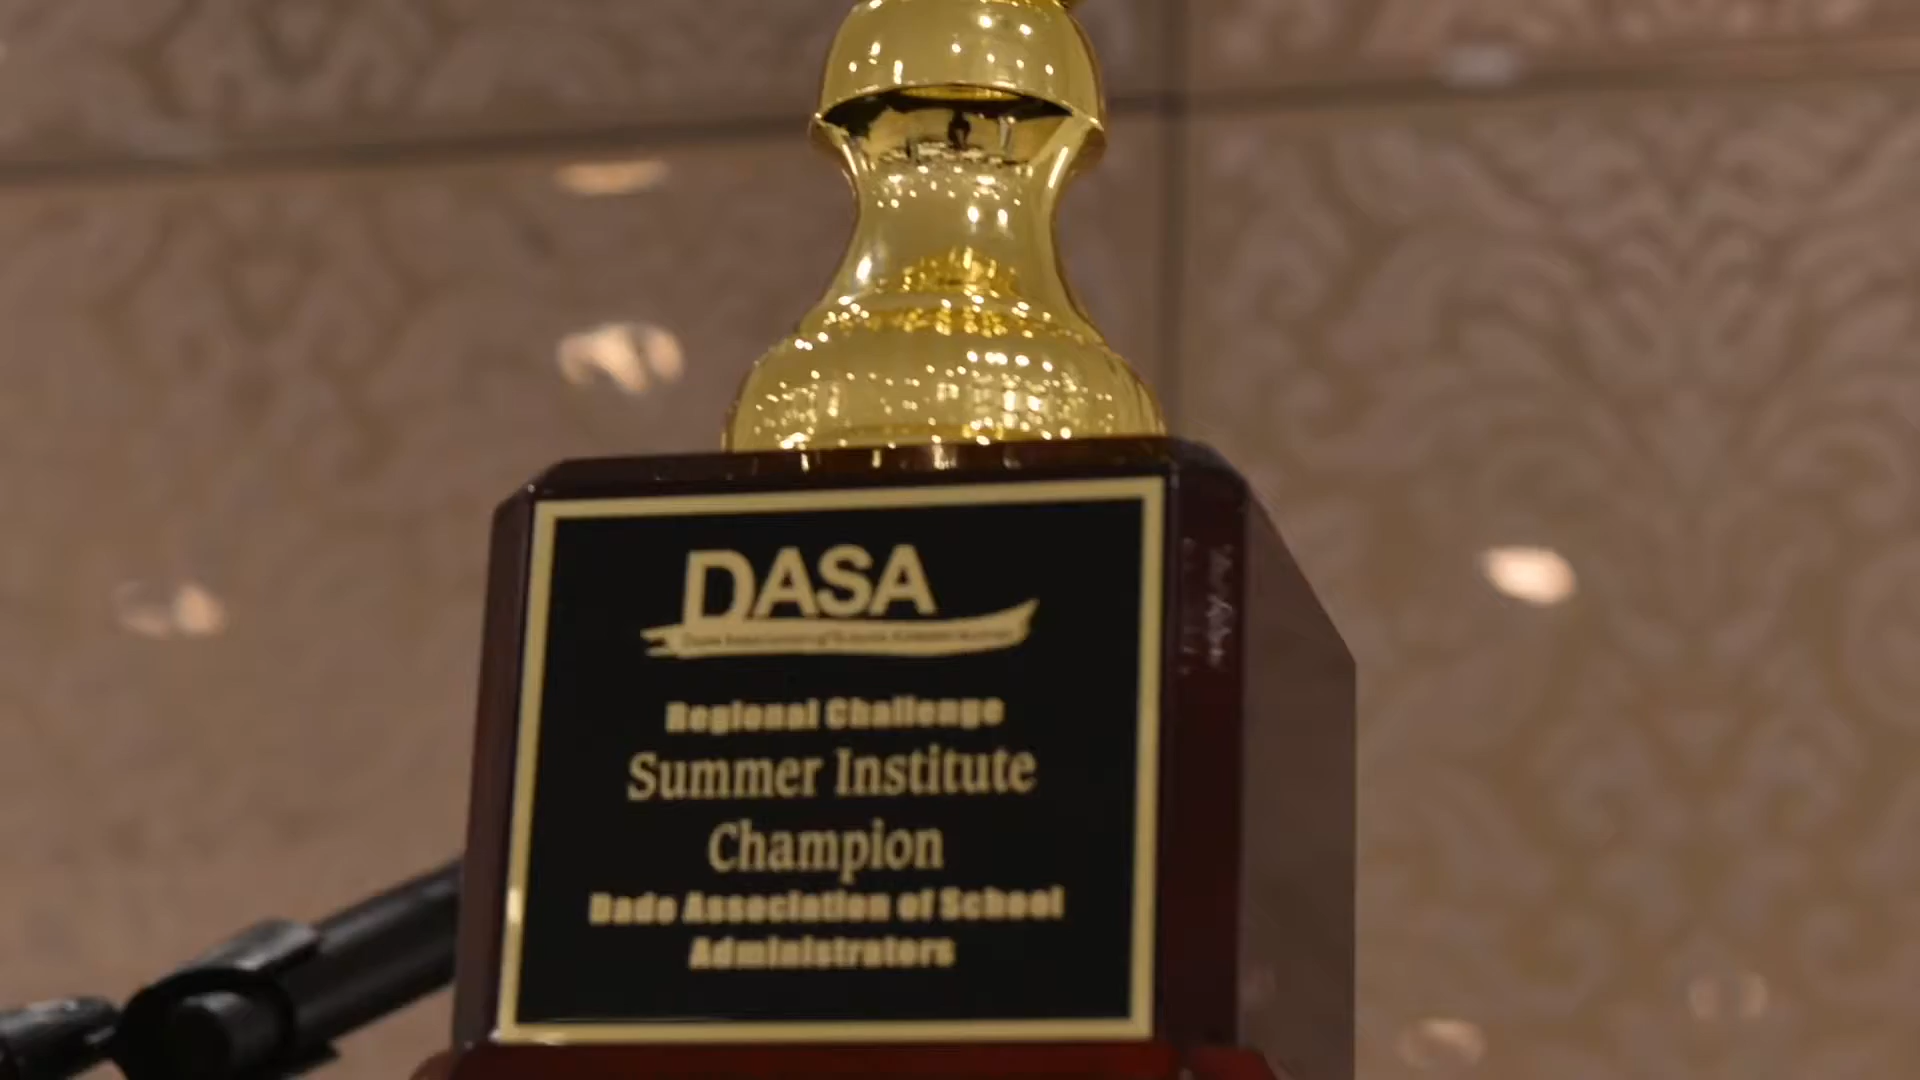 DASA
Regional Challenge
Summer Institute
Champion
Dade Association of School
Administrators